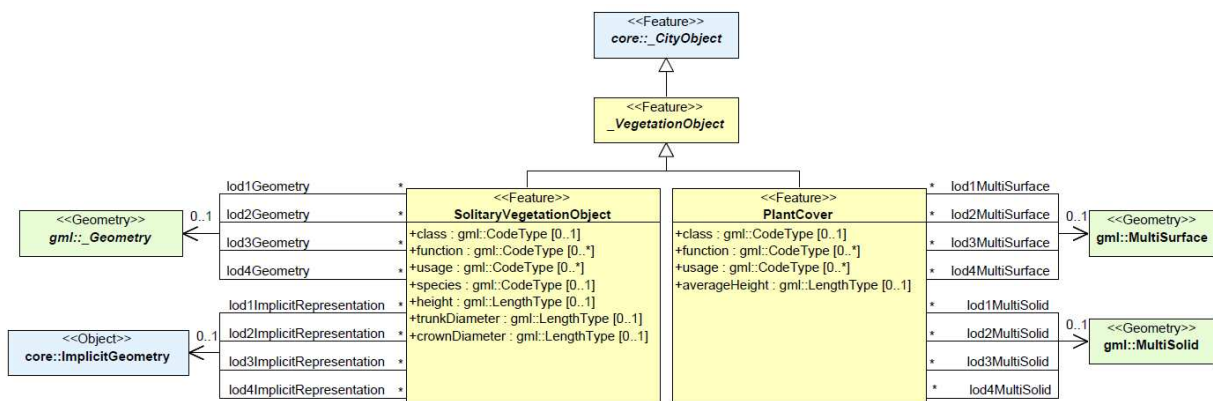 <<Feature>>
core::_CityObject
<<Feature>>
_VegetationObject
lod1Geometry *
lod2Geometry *
lod3Geometry *
lod4Geometry *
0..1
<<Geometry>>
gml::_Geometry
lod1ImplicitRepresentation *
lod2ImplicitRepresentation *
lod3ImplicitRepresentation *
lod4ImplicitRepresentation *
0..1
<<Object>>
core::ImplicitGeometry
<<Feature>>
SolitaryVegetationObject
+class : gml::CodeType [0..1]
+function : gml::CodeType [0..*]
+usage : gml::CodeType [0..*]
+species : gml::CodeType [0..1]
+height : gml::LengthType [0..1]
+trunkDiameter : gml::LengthType [0..1]
+crownDiameter : gml::LengthType [0..1]
<<Feature>>
PlantCover
+class : gml::CodeType [0..1]
+function : gml::CodeType [0..*]
+usage : gml::CodeType [0..*]
+averageHeight : gml::LengthType [0..1]
* lod1MultiSurface
* lod2MultiSurface
* lod3MultiSurface
* lod4MultiSurface
0..1
<<Geometry>>
gml::MultiSurface
* lod1MultiSolid
* lod2MultiSolid
* lod3MultiSolid
* lod4MultiSolid
0..1
<<Geometry>>
gml::MultiSolid